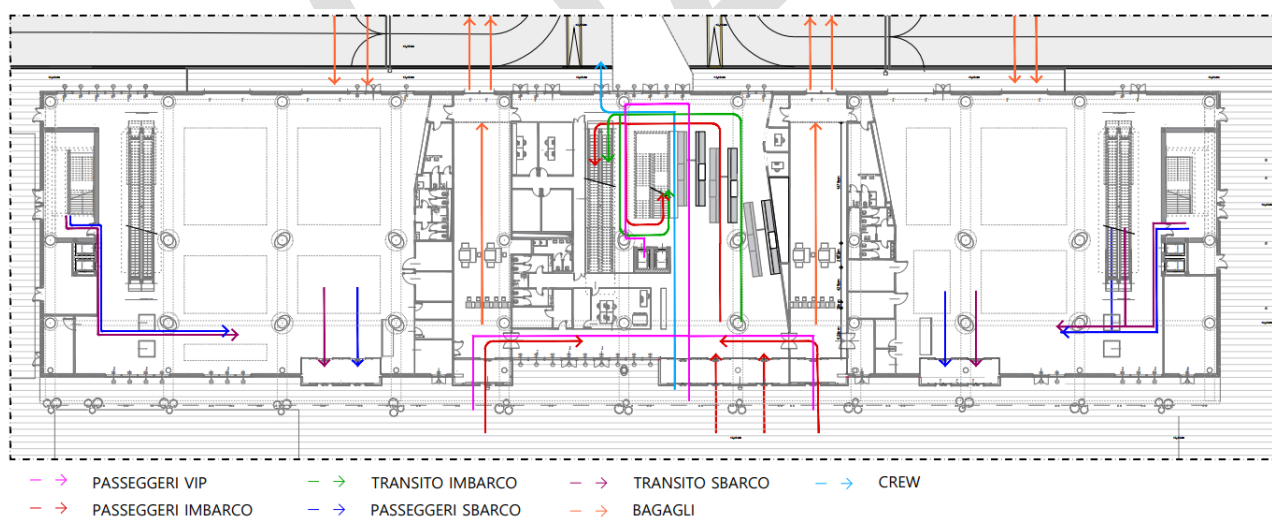 PASSEGGERI VIP
TRANSITO IMBARCO
TRANSITO SBARCO
CREW
PASSEGGERI IMBARCO
PASSEGGERI SBARCO
BAGAGLI